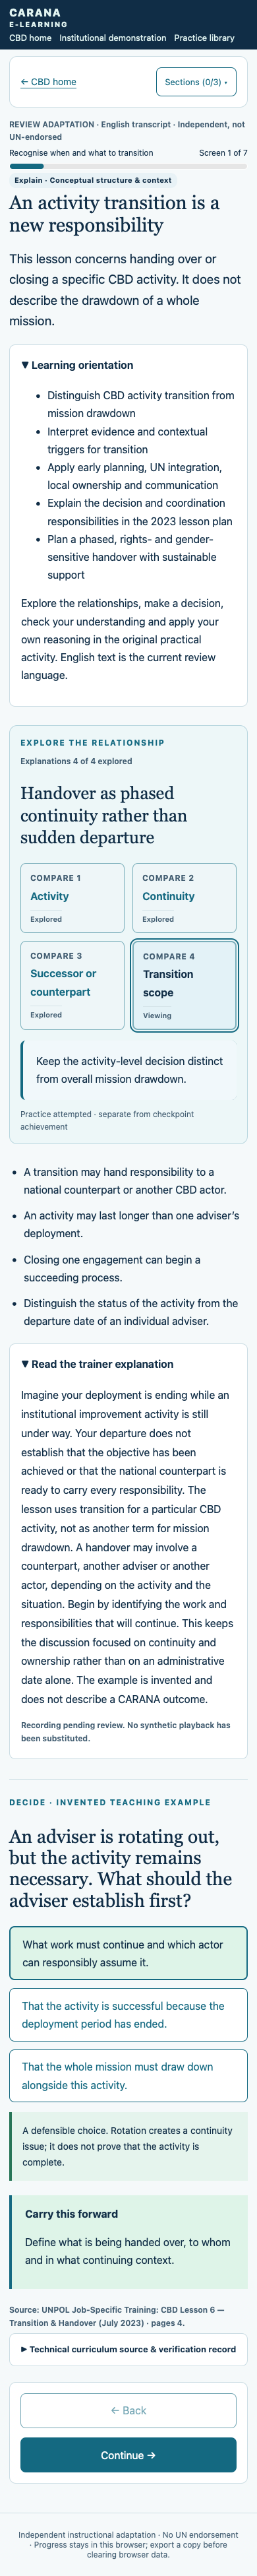 CARANA
E-LEARNING
CBD home Institutional demonstration Practice library
← CBD home
Sections (0/3) •
REVIEW ADAPTATION · English transcript · Independent, not
UN-endorsed
Recognise when and what to transition Screen 1 of 7
Explain · Conceptual structure & context
An activity transition is a
new responsibility
This lesson concerns handing over or
closing a specific CBD activity. It does not
describe the drawdown of a whole
mission.
▼ Learning orientation
• Distinguish CBD activity transition from
mission drawdown
• Interpret evidence and contextual
triggers for transition
• Apply early planning, UN integration,
local ownership and communication
• Explain the decision and coordination
responsibilities in the 2023 lesson plan
• Plan a phased, rights- and gender-
sensitive handover with sustainable
support
Explore the relationships, make a decision,
check your understanding and apply your
own reasoning in the original practical
activity. English text is the current review
language.
EXPLORE THE RELATIONSHIP
Explanations 4 of 4 explored
Handover as phased
continuity rather than
sudden departure
COMPARE 1
Activity
Explored
COMPARE 2
Continuity
Explored
COMPARE 3
Successor or
counterpart
Explored
COMPARE 4
Transition
scope
Viewing
Keep the activity-level decision distinct
from overall mission drawdown.
Practice attempted · separate from checkpoint
achievement
• A transition may hand responsibility to a
national counterpart or another CBD actor.
• An activity may last longer than one adviser's
deployment.
• Closing one engagement can begin a
succeeding process.
• Distinguish the status of the activity from the
departure date of an individual adviser.
▼ Read the trainer explanation
Imagine your deployment is ending while an
institutional improvement activity is still
under way. Your departure does not
establish that the objective has been
achieved or that the national counterpart is
ready to carry every responsibility. The
lesson uses transition for a particular CBD
activity, not as another term for mission
drawdown. A handover may involve a
counterpart, another adviser or another
actor, depending on the activity and the
situation. Begin by identifying the work and
responsibilities that will continue. This keeps
the discussion focused on continuity and
ownership rather than on an administrative
date alone. The example is invented and
does not describe a CARANA outcome.
Recording pending review. No synthetic playback has
been substituted.
DECIDE · INVENTED TEACHING EXAMPLE
An adviser is rotating out,
but the activity remains
necessary. What should the
adviser establish first?
What work must continue and which actor
can responsibly assume it.
That the activity is successful because the
deployment period has ended.
That the whole mission must draw down
alongside this activity.
A defensible choice. Rotation creates a continuity
issue; it does not prove that the activity is
complete.
Carry this forward
Define what is being handed over, to whom
and in what continuing context.
Source: UNPOL Job-Specific Training: CBD Lesson 6 —
Transition & Handover (July 2023) · pages 4.
► Technical curriculum source & verification record
← Back
Continue →
Independent instructional adaptation · No UN endorsement
· Progress stays in this browser; export a copy before
clearing browser data.